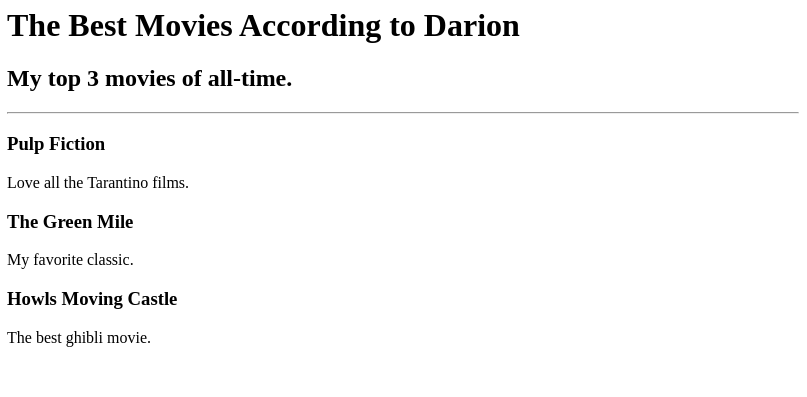 The Best Movies According to Darion
My top 3 movies of all-time.
Pulp Fiction
Love all the Tarantino films.
The Green Mile
My favorite classic.
Howls Moving Castle
The best ghibli movie.